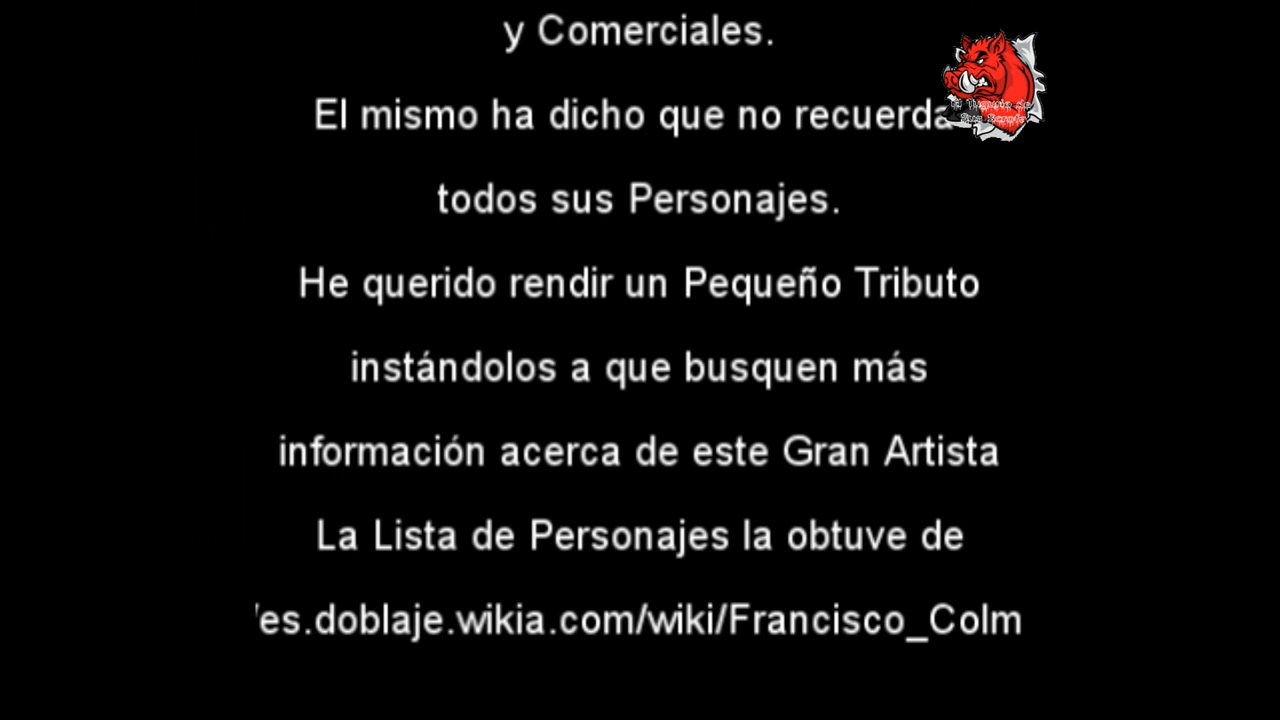 y Comerciales.
El mismo ha dicho que no recuerda
todos sus Personajes.
He querido rendir un Pequeño Tributo
instándolos a que busquen más
información acerca de este Gran Artista
La Lista de Personajes la obtuve de
/es.doblaje.wikia.com/wiki/Francisco_Colm